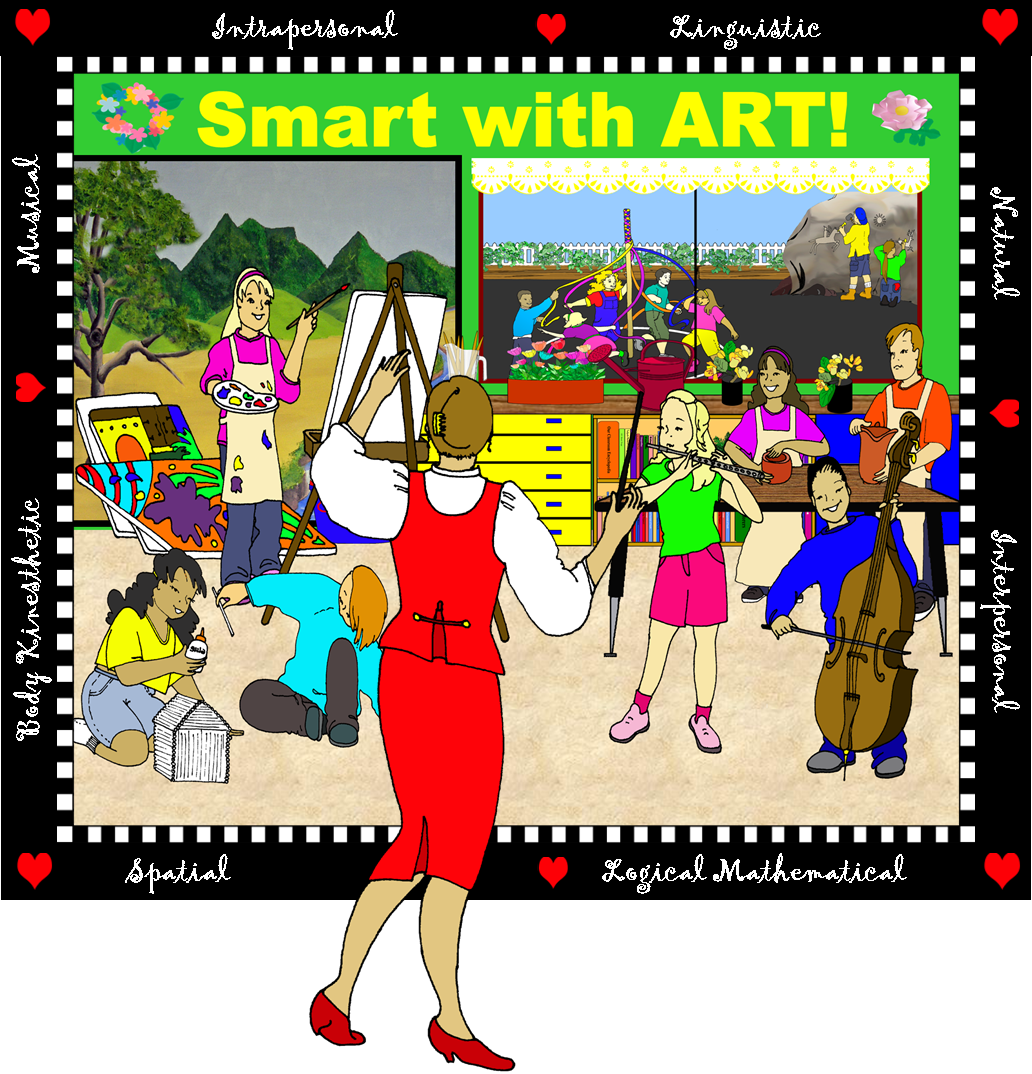 Intrapersonal
Linguistic
Smart with ART!
Musical
Natural
Body Kinesthetic
Interpersonal
Spatial
Logical Mathematical